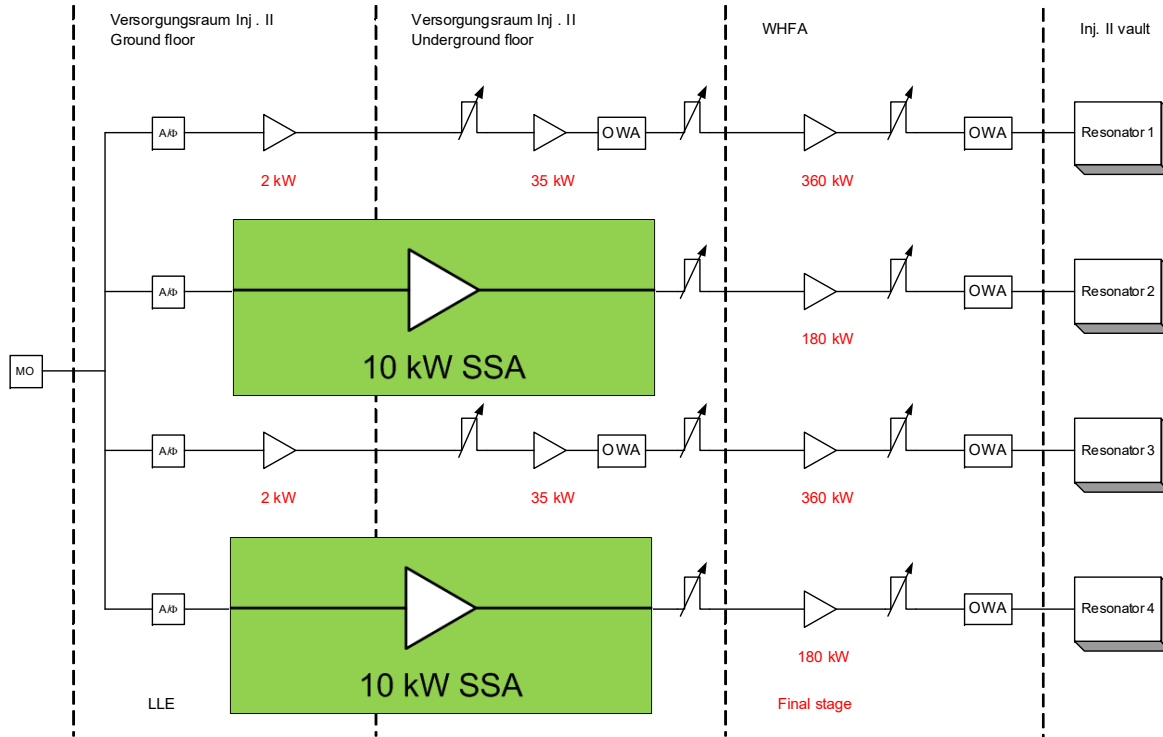 Versorgungsraum Inj. II
Ground floor
Versorgungsraum Inj. II
Underground floor
WHFA
Inj. II vault
A/Φ
OWA
OWA
Resonator 1
2 kW
35 kW
360 kW
A/Φ
10 kW SSA
OWA
Resonator 2
180 kW
MO
A/Φ
OWA
OWA
Resonator 3
2 kW
35 kW
360 kW
A/Φ
10 kW SSA
OWA
Resonator 4
180 kW
LLE
Final stage